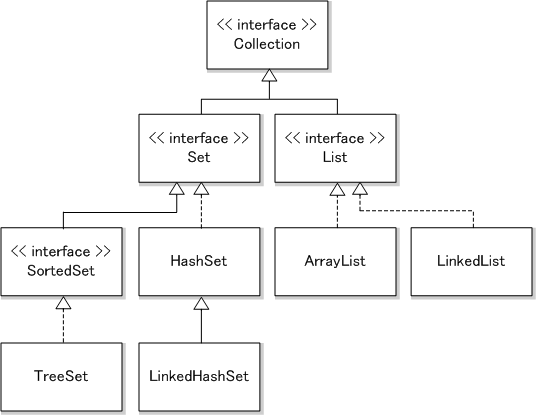 << interface >>
Collection
<< interface >>
Set
<< interface >>
List
<< interface >>
SortedSet
HashSet
ArrayList
LinkedList
TreeSet
LinkedHashSet